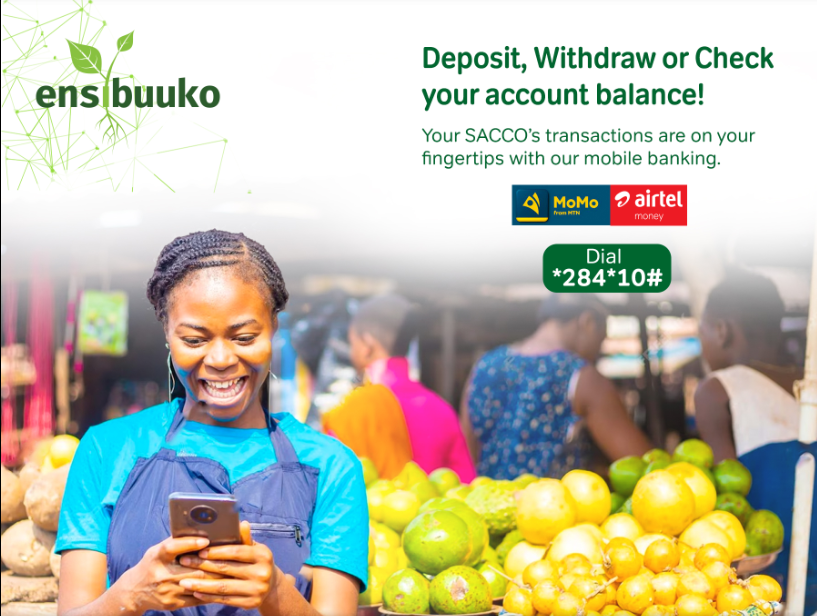 ensibuuko
Deposit, Withdraw or Check
your account balance!
Your SACCO's transactions are on your
fingertips with our mobile banking.
MoMo
from MTN
airtel
money
Dial
*284*10#